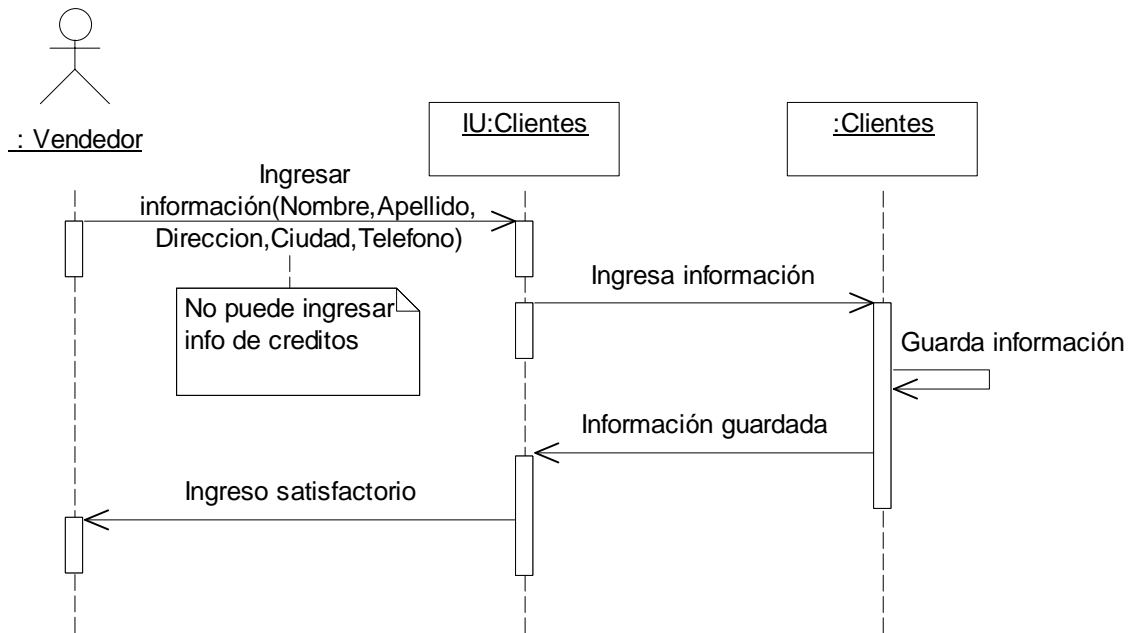 : Vendedor
IU:Clientes
:Clientes
Ingresar
información(Nombre,Apellido,
Direccion,Ciudad,Telefono)
No puede ingresar
info de creditos
Ingresa información
Guarda información
Información guardada
Ingreso satisfactorio